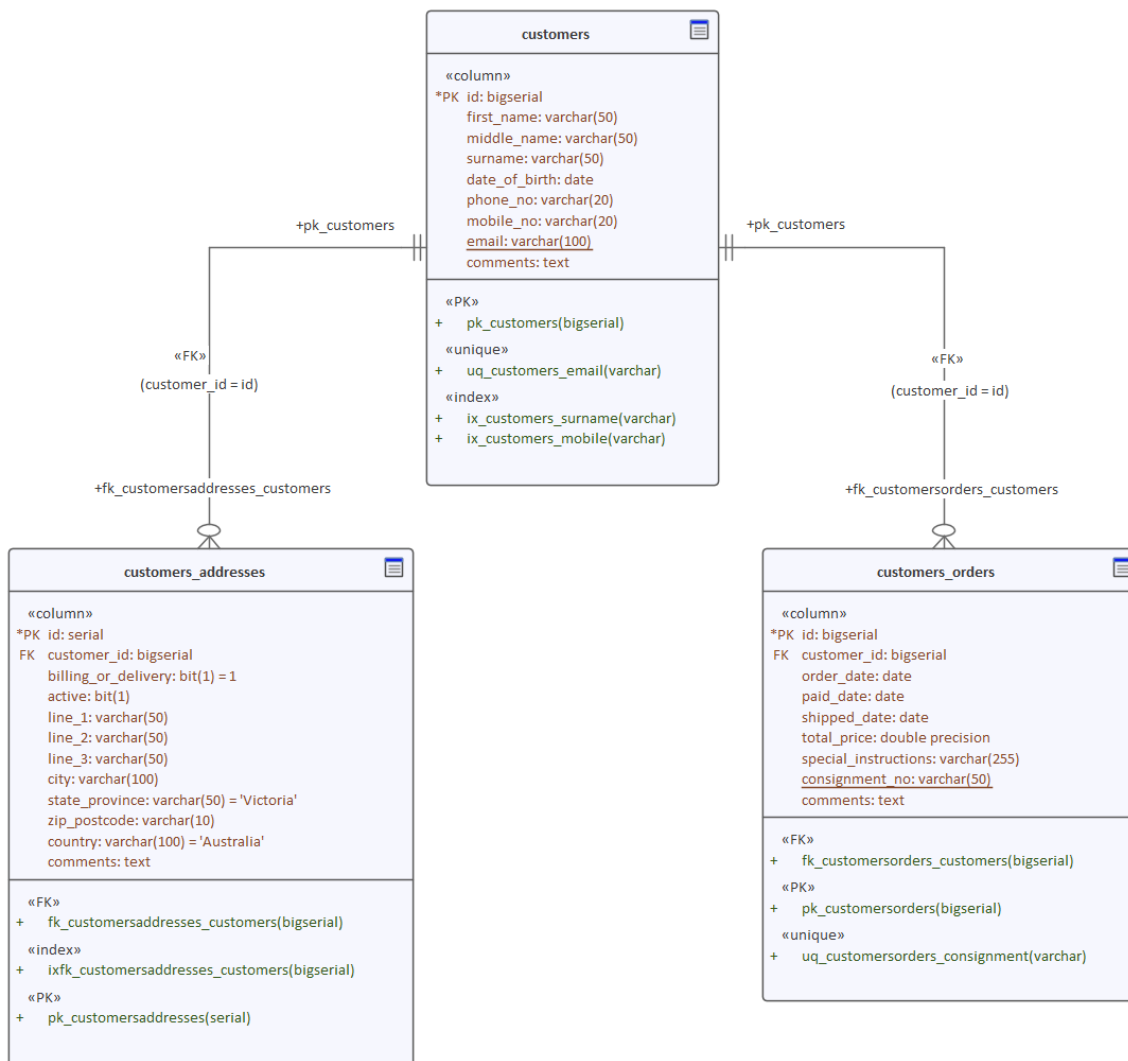 customers
«column»
*PK id: bigserial
first_name: varchar(50)
middle_name: varchar(50)
surname: varchar(50)
date_of_birth: date
phone_no: varchar(20)
mobile_no: varchar(20)
email: varchar(100)
comments: text
«PK»
+ pk_customers(bigserial)
«unique»
+ uq_customers_email(varchar)
«index»
+ ix_customers_surname(varchar)
+ ix_customers_mobile(varchar)
+pk_customers
«FK»
(customer_id = id)
+fk_customersaddresses_customers
+pk_customers
«FK»
(customer_id = id)
+fk_customersorders_customers
customers_addresses
«column»
*PK id: serial
FK customer_id: bigserial
billing_or_delivery: bit(1) = 1
active: bit(1)
line_1: varchar(50)
line_2: varchar(50)
line_3: varchar(50)
city: varchar(100)
state_province: varchar(50) = 'Victoria'
zip_postcode: varchar(10)
country: varchar(100) = 'Australia'
comments: text
«FK»
+ fk_customersaddresses_customers(bigserial)
«index»
+ ixfk_customersaddresses_customers(bigserial)
«PK»
+ pk_customersaddresses(serial)
customers_orders
«column»
*PK id: bigserial
FK customer_id: bigserial
order_date: date
paid_date: date
shipped_date: date
total_price: double precision
special_instructions: varchar(255)
consignment_no: varchar(50)
comments: text
«FK»
+ fk_customersorders_customers(bigserial)
«PK»
+ pk_customersorders(bigserial)
«unique»
+ uq_customersorders_consignment(varchar)